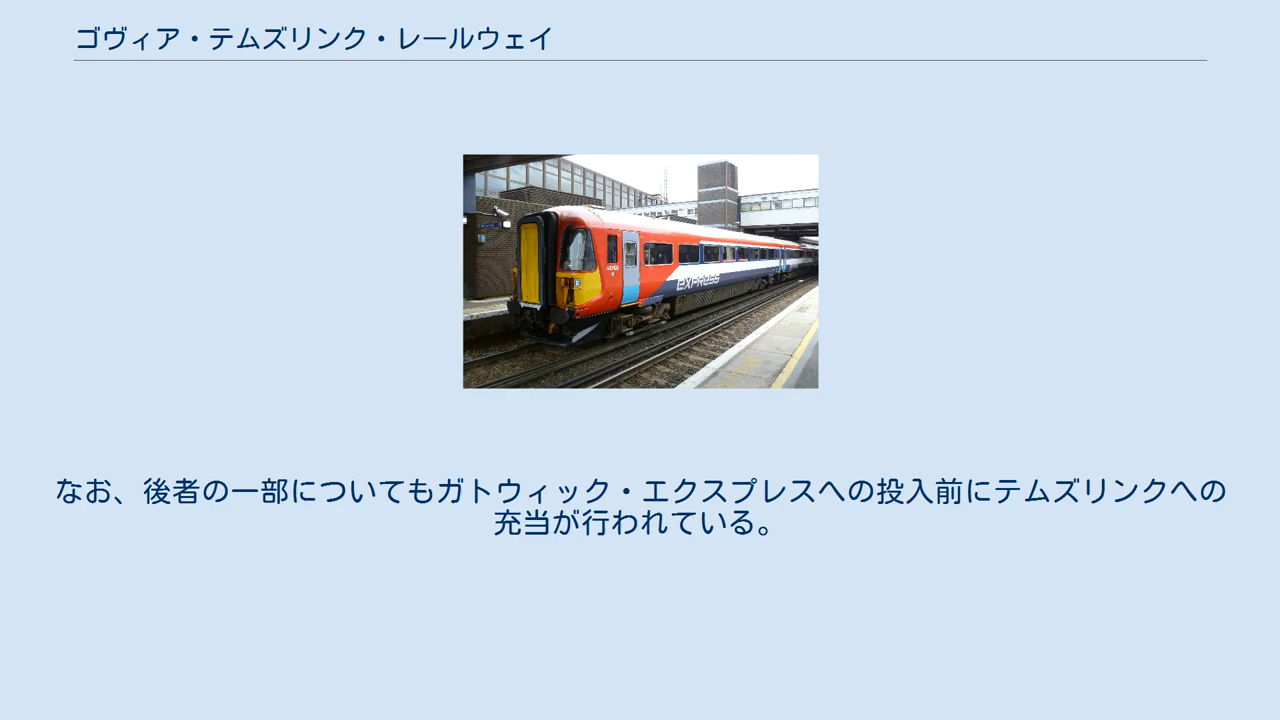 ゴヴィア・テムズリンク・レールウェイ
EXPRESS
なお、後者の一部についてもガトウィック・エクスプレスへの投入前にテムズリンクへの
充当が行われている。